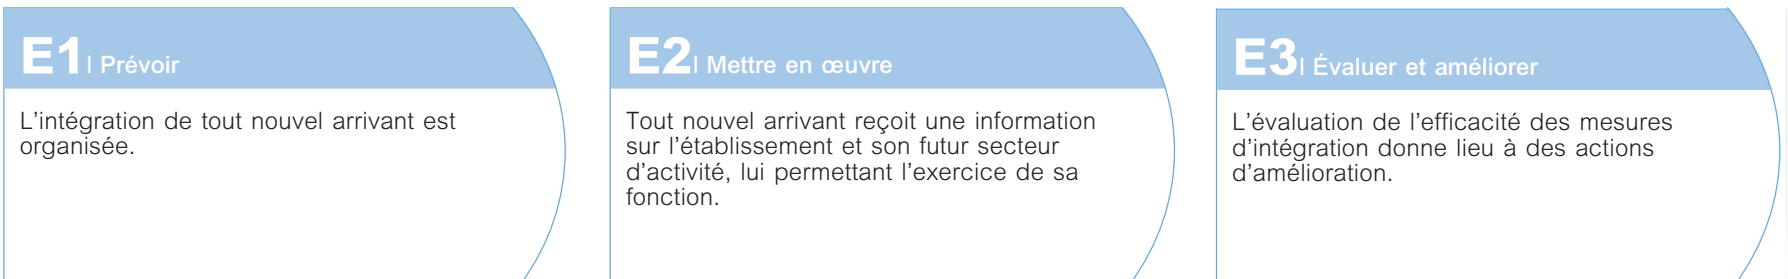 E1 | Prévoir
L'intégration de tout nouvel arrivant est
organisée.
E2 | Mettre en œuvre
Tout nouvel arrivant reçoit une information
sur l'établissement et son futur secteur
d'activité, lui permettant l'exercice de sa
fonction.
E3 | Évaluer et améliorer
L'évaluation de l'efficacité des mesures
d'intégration donne lieu à des actions
d'amélioration.